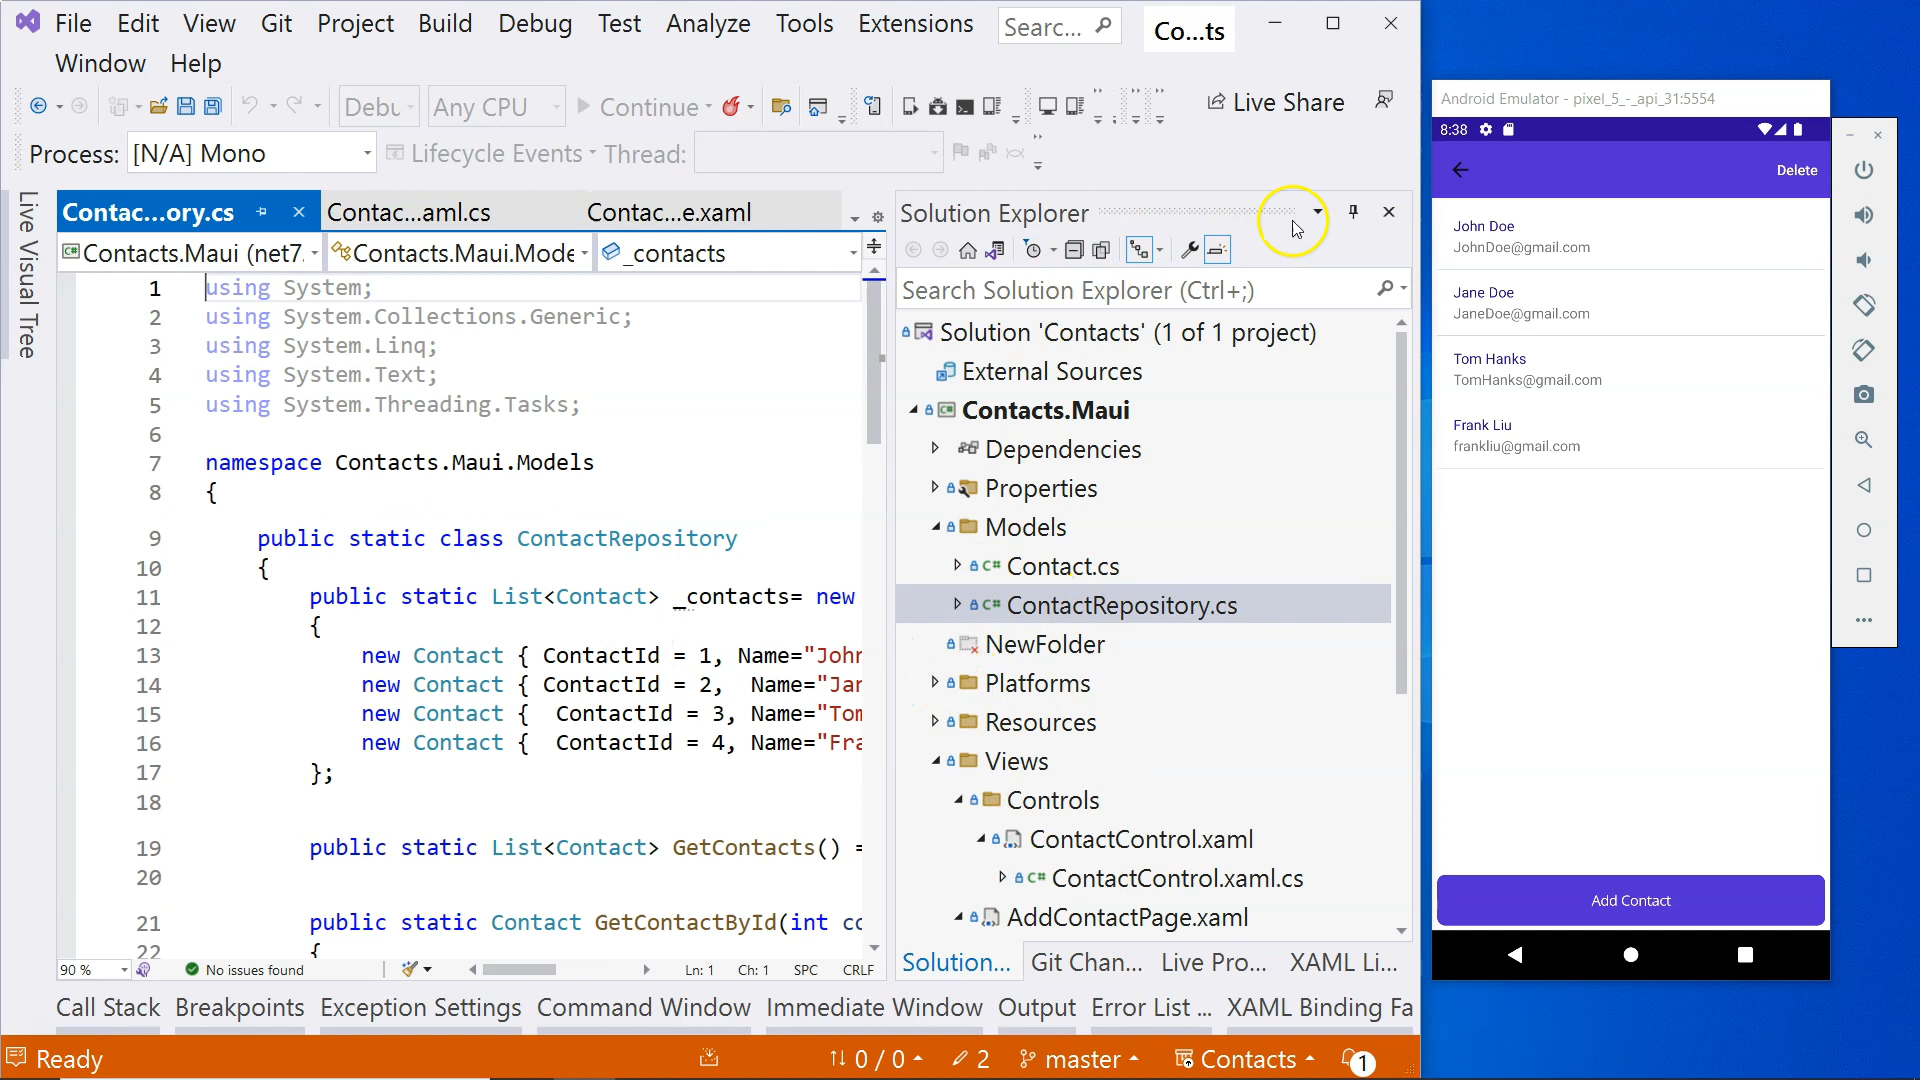 File Edit View Git Project Build Debug Test Tools Analyze Extensions Searc... Co...ts
Window Help
Debu Any CPU Continue Live Share
Process: [N/A] Mono Lifecycle Events Thread:
Live Visual Tree
Contac...ory.cs Contac...aml.cs Contac...e.xaml
Contacts.Maui (net7. Contacts.Maui.Mode _contacts
1 using System;
2 using System.Collections.Generic;
3 using System.Linq;
4 using System.Text;
5 using System.Threading.Tasks;
6
7 namespace Contacts.Maui.Models
8 {
9 public static class ContactRepository
10 {
11 public static List<Contact> _contacts= new
12 {
13 new Contact { ContactId = 1, Name="John
14 new Contact { ContactId = 2, Name="Jan
15 new Contact { ContactId = 3, Name="Tom
16 new Contact { ContactId = 4, Name="Fra
17 };
18
19 public static List<Contact> GetContacts() =
20
21 public static Contact GetContactById(int co
22 {
90 % No issues found Ln: 1 Ch: 1 SPC CRLF
Solution Explorer
Search Solution Explorer (Ctrl+;)
Solution 'Contacts' (1 of 1 project)
External Sources
Contacts.Maui
Dependencies
Properties
Models
C# Contact.cs
C# ContactRepository.cs
NewFolder
Platforms
Resources
Views
Controls
ContactControl.xaml
C# ContactControl.xaml.cs
AddContactPage.xaml
Solution... Git Chan... Live Pro... XAML Li...
Call Stack Breakpoints Exception Settings Command Window Immediate Window Output Error List ... XAML Binding Fa
Ready 0 / 0 2 master Contacts 1
Android Emulator - pixel_5_-_api_31:5554
8:38
Delete
John Doe
JohnDoe@gmail.com
Jane Doe
JaneDoe@gmail.com
Tom Hanks
TomHanks@gmail.com
Frank Liu
frankliu@gmail.com
Add Contact